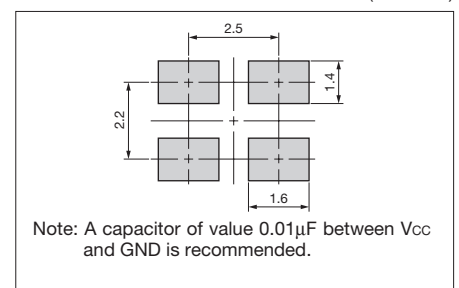 2.5
1.4
2.2
1.6
Note: A capacitor of value 0.01μF between Vcc
and GND is recommended.